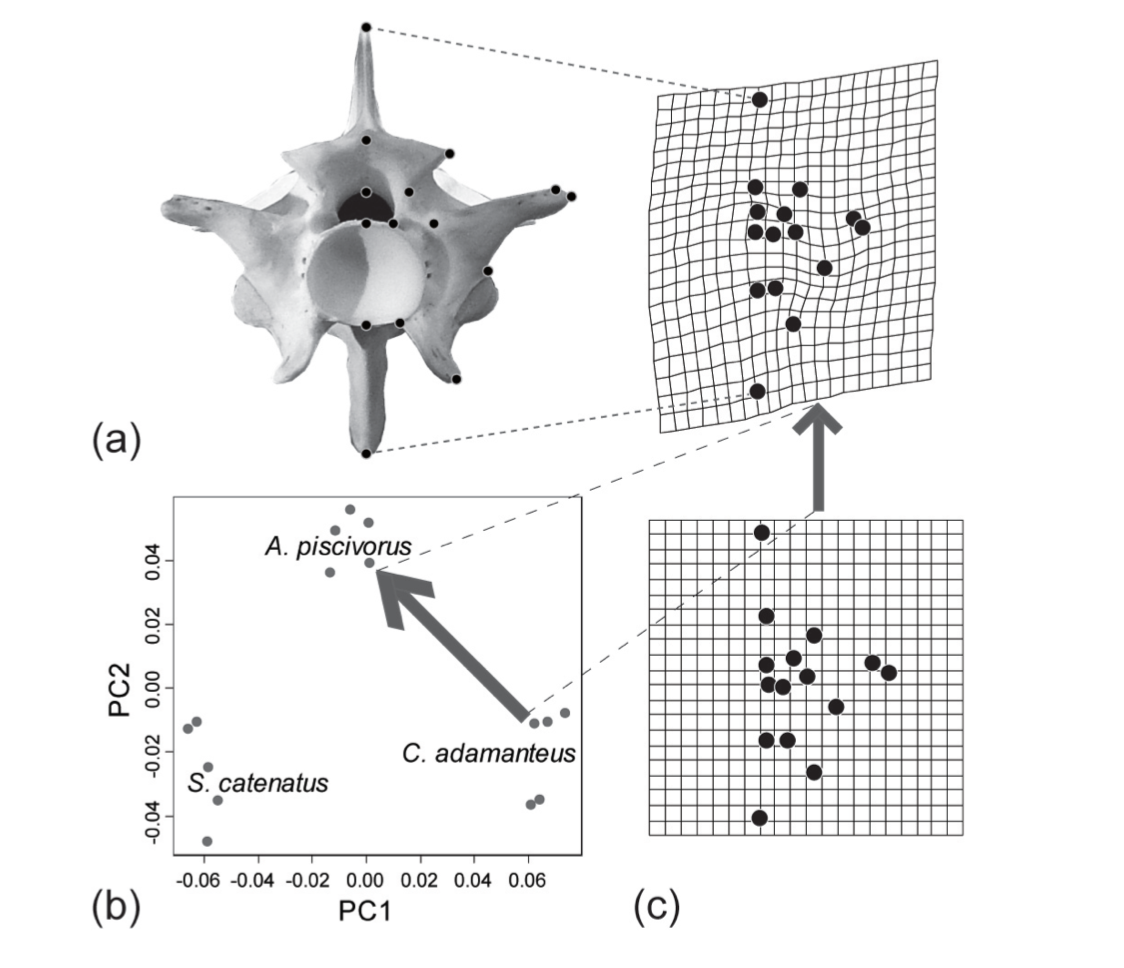 (a)
A. piscivorus
C. adamanteus
S. catenatus
0.04
0.02
0.00
-0.02
-0.04
PC2
-0.06 -0.04 -0.02 0.00 0.02 0.04 0.06
PC1
(b)
(c)